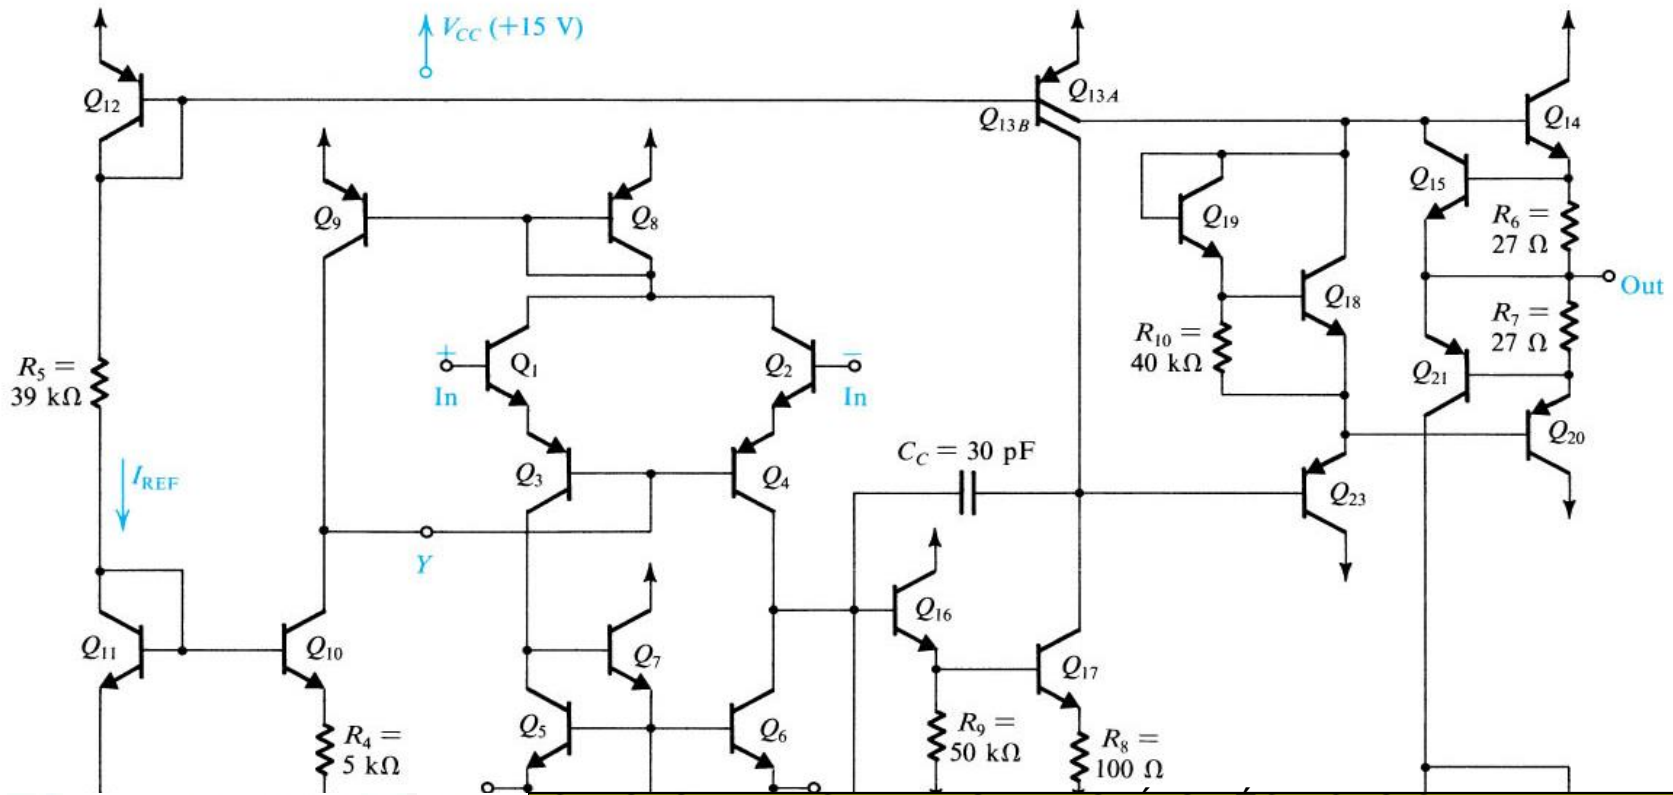 V_CC (+15 V)
Q12
Q13A
Q13B
Q14
Q9
Q8
Q15
Q19
R6 =
27 Ω
Out
Q18
R7 =
27 Ω
R10 =
40 kΩ
R5 =
39 kΩ
+
In
Q1
Q2
−
In
Q21
Q20
I_REF
Q3
Q4
C_C = 30 pF
Q23
Y
Q16
Q11
Q10
Q7
Q17
Q5
Q6
R4 =
5 kΩ
R9 =
50 kΩ
R8 =
100 Ω